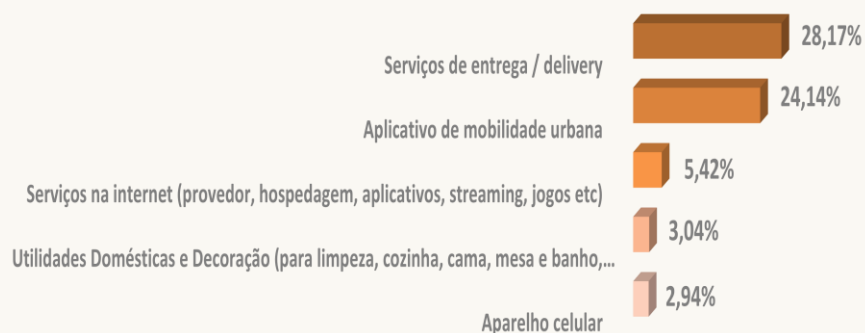 28,17%
Serviços de entrega / delivery
24,14%
Aplicativo de mobilidade urbana
5,42%
Serviços na internet (provedor, hospedagem, aplicativos, streaming, jogos etc)
3,04%
Utilidades Domésticas e Decoração (para limpeza, cozinha, cama, mesa e banho,...
2,94%
Aparelho celular